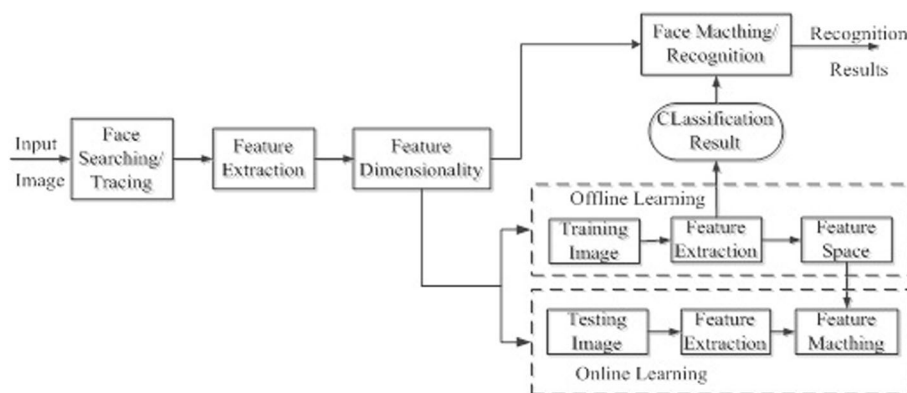 Input
Image
Face
Searching/
Tracing
Feature
Extraction
Feature
Dimensionality
Face Macthing/
Recognition
Recognition
Results
CLassification
Result
Offline Learning
Training
Image
Feature
Extraction
Feature
Space
Testing
Image
Feature
Extraction
Feature
Macthing
Online Learning